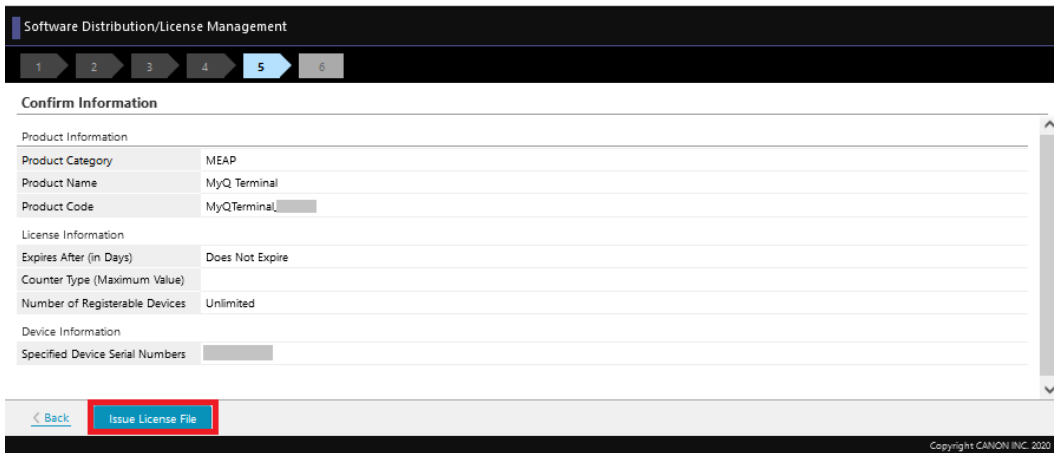 Software Distribution/License Management
1 2 3 4 5 6
Confirm Information
Product Information
Product Category MEAP
Product Name MyQ Terminal
Product Code MyQTerminal_
License Information
Expires After (in Days) Does Not Expire
Counter Type (Maximum Value)
Number of Registerable Devices Unlimited
Device Information
Specified Device Serial Numbers
< Back Issue License File
Copyright CANON INC. 2020